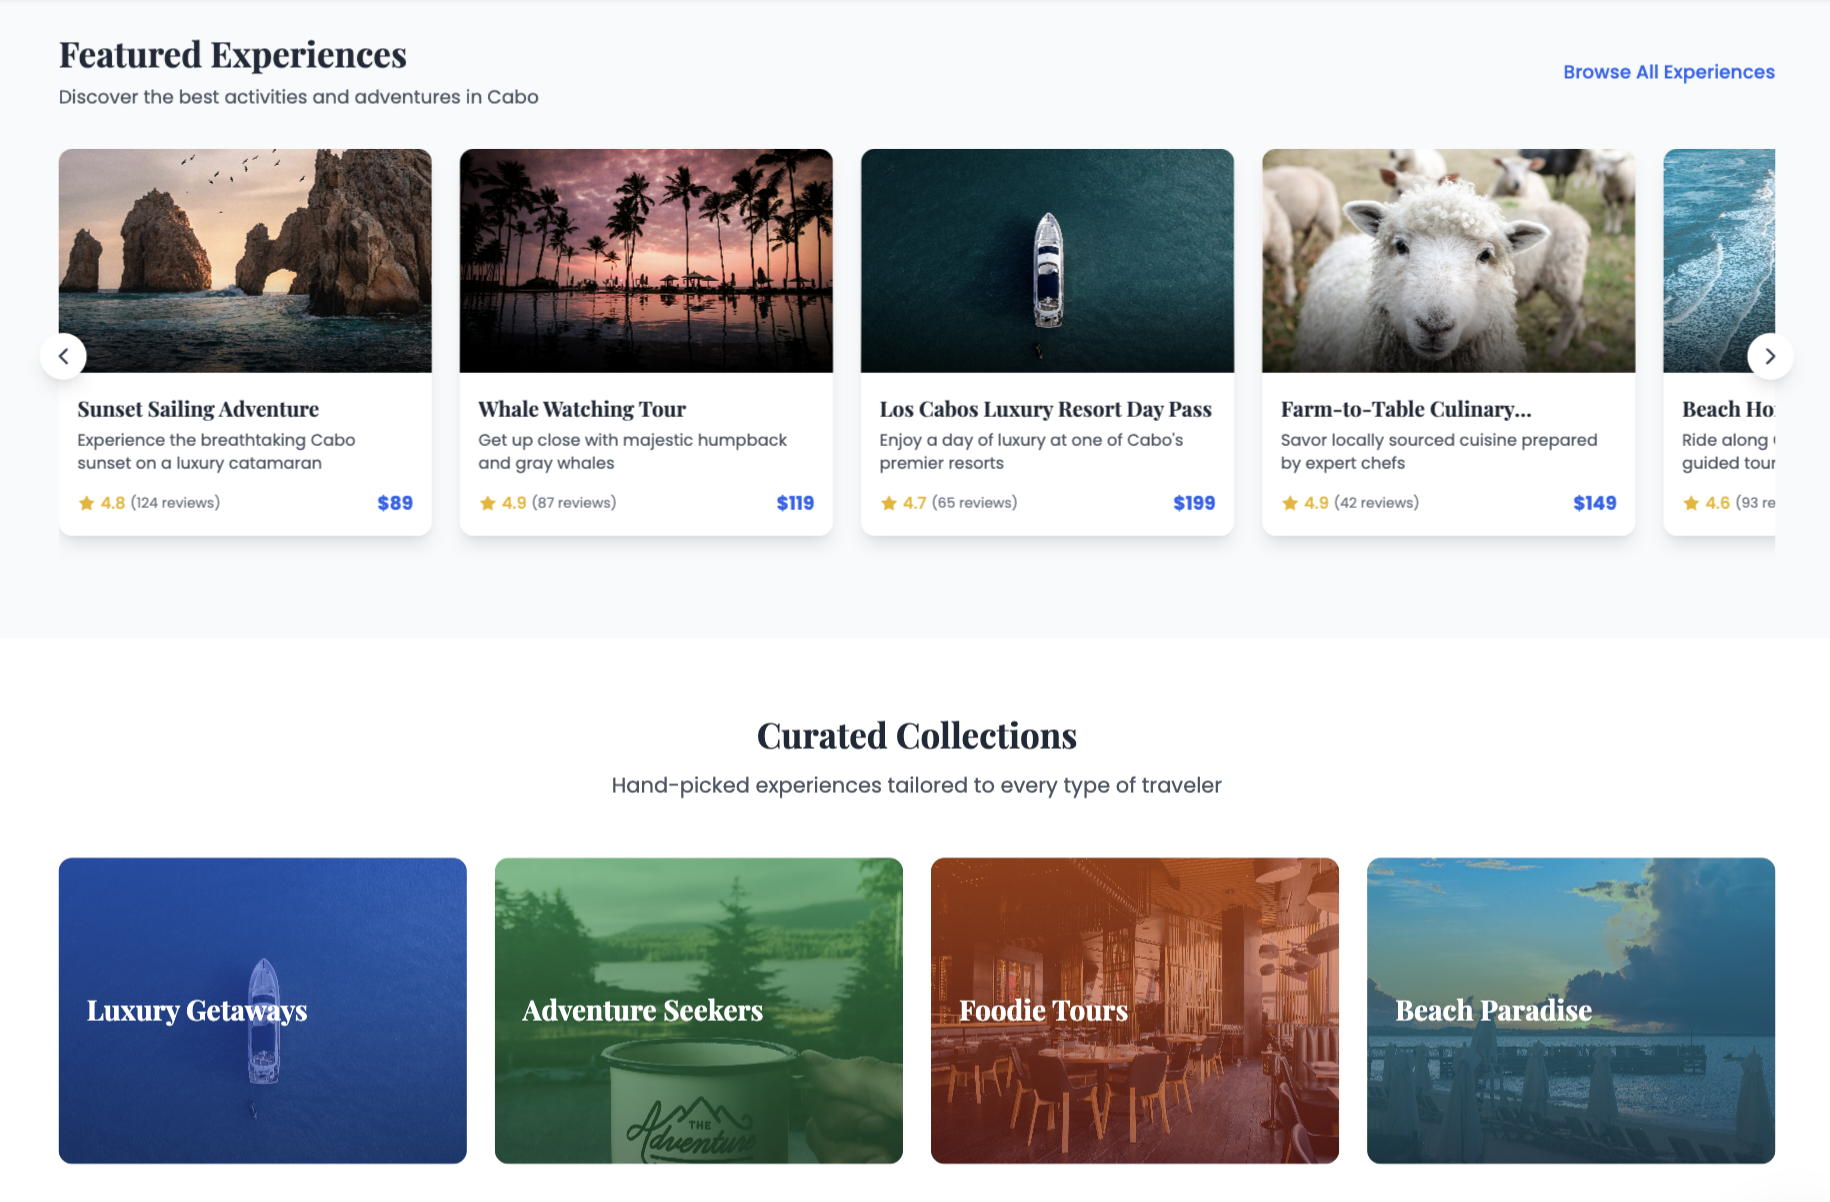 Featured Experiences
Discover the best activities and adventures in Cabo
Browse All Experiences
Sunset Sailing Adventure
Experience the breathtaking Cabo
sunset on a luxury catamaran
4.8 (124 reviews)
$89
Whale Watching Tour
Get up close with majestic humpback
and gray whales
4.9 (87 reviews)
$119
Los Cabos Luxury Resort Day Pass
Enjoy a day of luxury at one of Cabo's
premier resorts
4.7 (65 reviews)
$199
Farm-to-Table Culinary...
Savor locally sourced cuisine prepared
by expert chefs
4.9 (42 reviews)
$149
Beach Ho
Ride along
guided tour
4.6 (93 re
Curated Collections
Hand-picked experiences tailored to every type of traveler
Luxury Getaways
Adventure Seekers
THE
Adventure
Foodie Tours
Beach Paradise